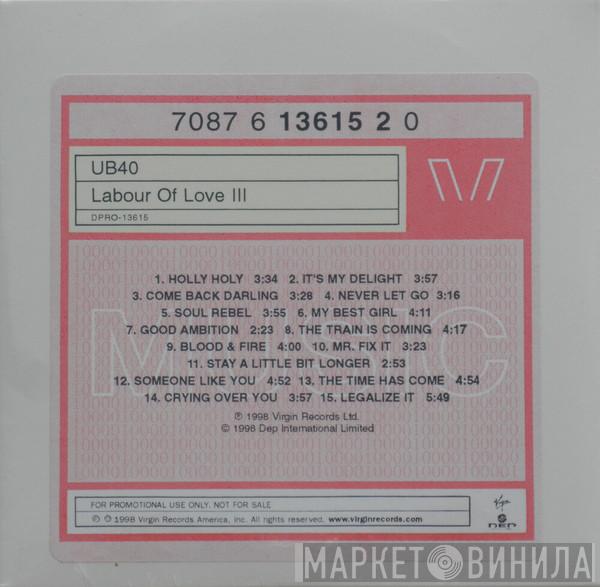 7087 6 13615 2 0
UB40
Labour Of Love III
DPRO-13615
MUSIC
1. HOLLY HOLY 3:34 2. IT'S MY DELIGHT 3:57
3. COME BACK DARLING 3:28 4. NEVER LET GO 3:16
5. SOUL REBEL 3:55 6. MY BEST GIRL 4:11
7. GOOD AMBITION 2:23 8. THE TRAIN IS COMING 4:17
9. BLOOD & FIRE 4:00 10. MR. FIX IT 3:23
11. STAY A LITTLE BIT LONGER 2:53
12. SOMEONE LIKE YOU 4:52 13. THE TIME HAS COME 4:54
14. CRYING OVER YOU 3:57 15. LEGALIZE IT 5:49
℗ 1998 Virgin Records Ltd.
© 1998 Dep International Limited
FOR PROMOTIONAL USE ONLY. NOT FOR SALE
℗ © 1998 Virgin Records America, Inc. All rights reserved. www.virginrecords.com
Virgin
DEP
МАРКЕТ ВИНИЛА